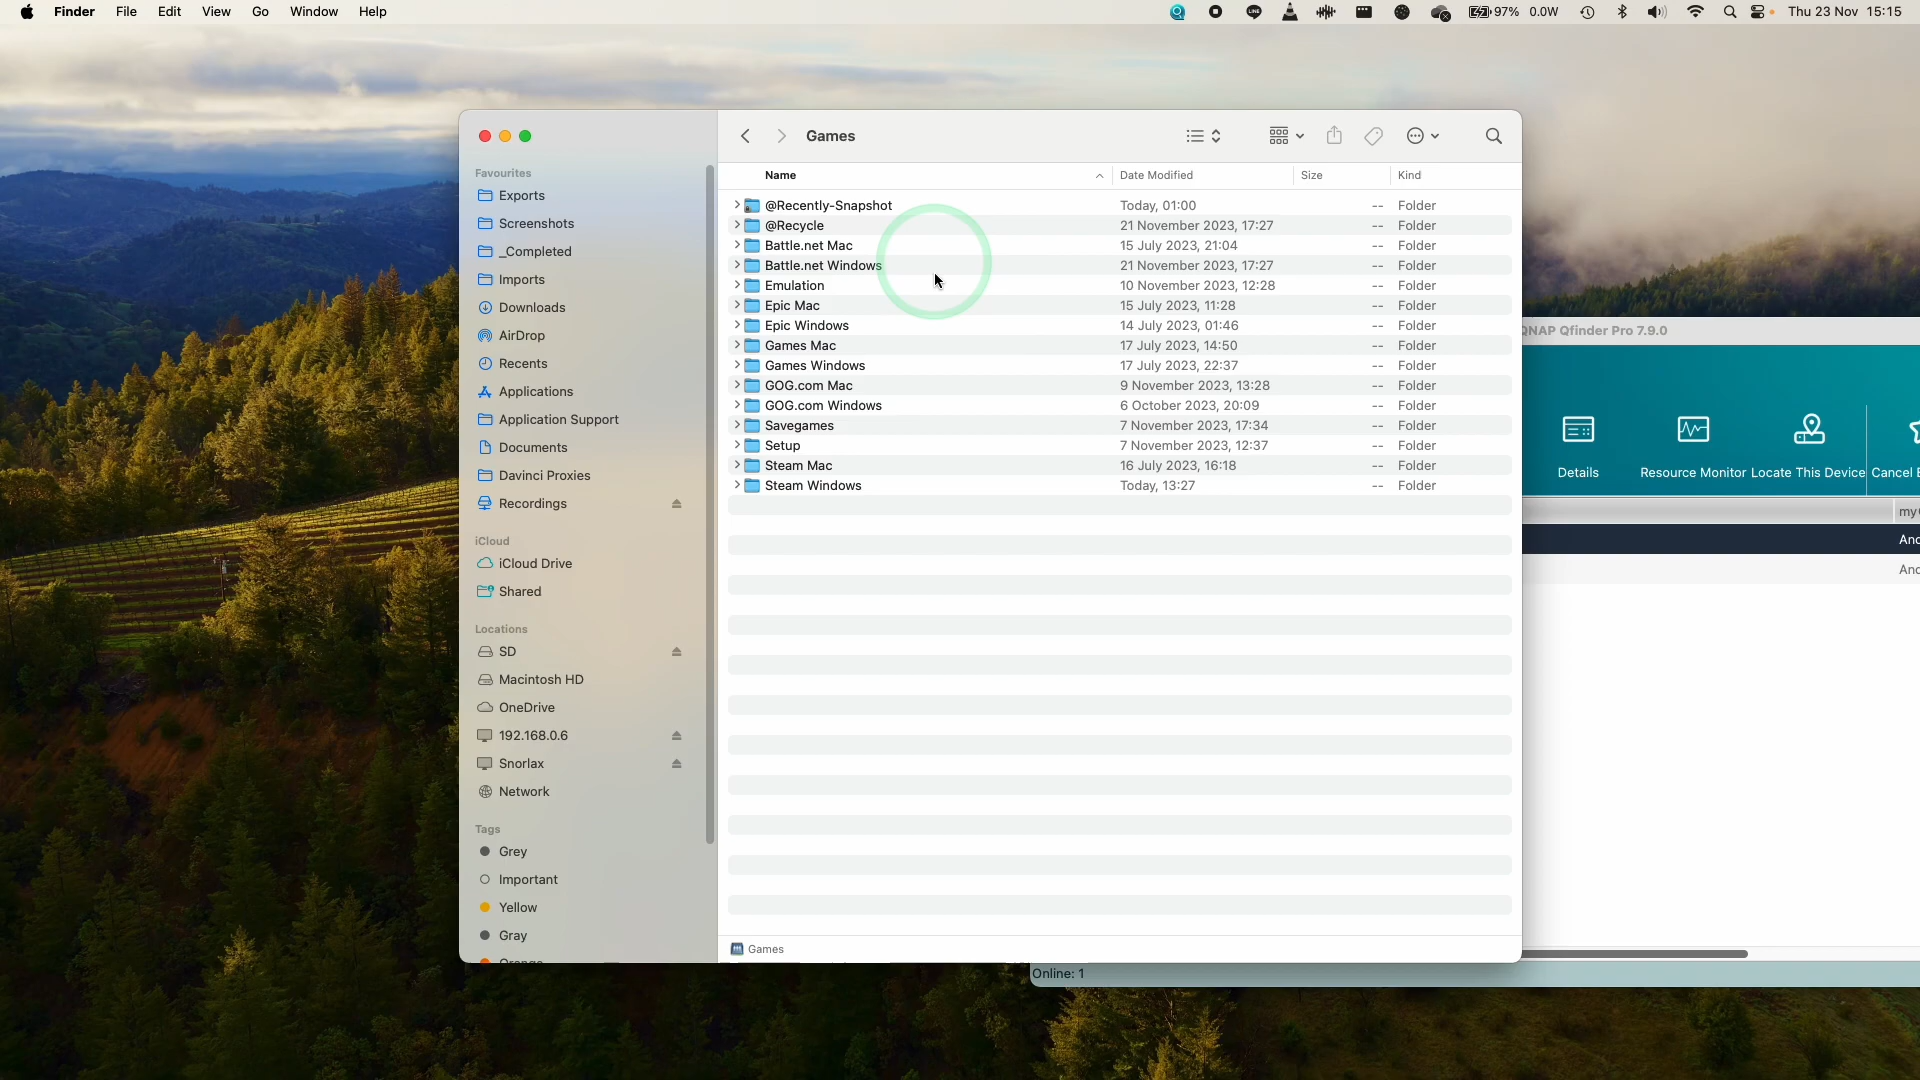 Finder File Edit View Go Window Help
LINE 97% 0.0W Thu 23 Nov 15:15
Games
Name Date Modified Size Kind
@Recently-Snapshot Today, 01:00 -- Folder
@Recycle 21 November 2023, 17:27 -- Folder
Battle.net Mac 15 July 2023, 21:04 -- Folder
Battle.net Windows 21 November 2023, 17:27 -- Folder
Emulation 10 November 2023, 12:28 -- Folder
Epic Mac 15 July 2023, 11:28 -- Folder
Epic Windows 14 July 2023, 01:46 -- Folder
Games Mac 17 July 2023, 14:50 -- Folder
Games Windows 17 July 2023, 22:37 -- Folder
GOG.com Mac 9 November 2023, 13:28 -- Folder
GOG.com Windows 6 October 2023, 20:09 -- Folder
Savegames 7 November 2023, 17:34 -- Folder
Setup 7 November 2023, 12:37 -- Folder
Steam Mac 16 July 2023, 16:18 -- Folder
Steam Windows Today, 13:27 -- Folder
Games
Favourites
Exports
Screenshots
_Completed
Imports
Downloads
AirDrop
Recents
Applications
Application Support
Documents
Davinci Proxies
Recordings
iCloud
iCloud Drive
Shared
Locations
SD
Macintosh HD
OneDrive
192.168.0.6
Snorlax
Network
Tags
Grey
Important
Yellow
Gray
QNAP Qfinder Pro 7.9.0
Details Resource Monitor Locate This Device Cancel
my
And
And
Online: 1